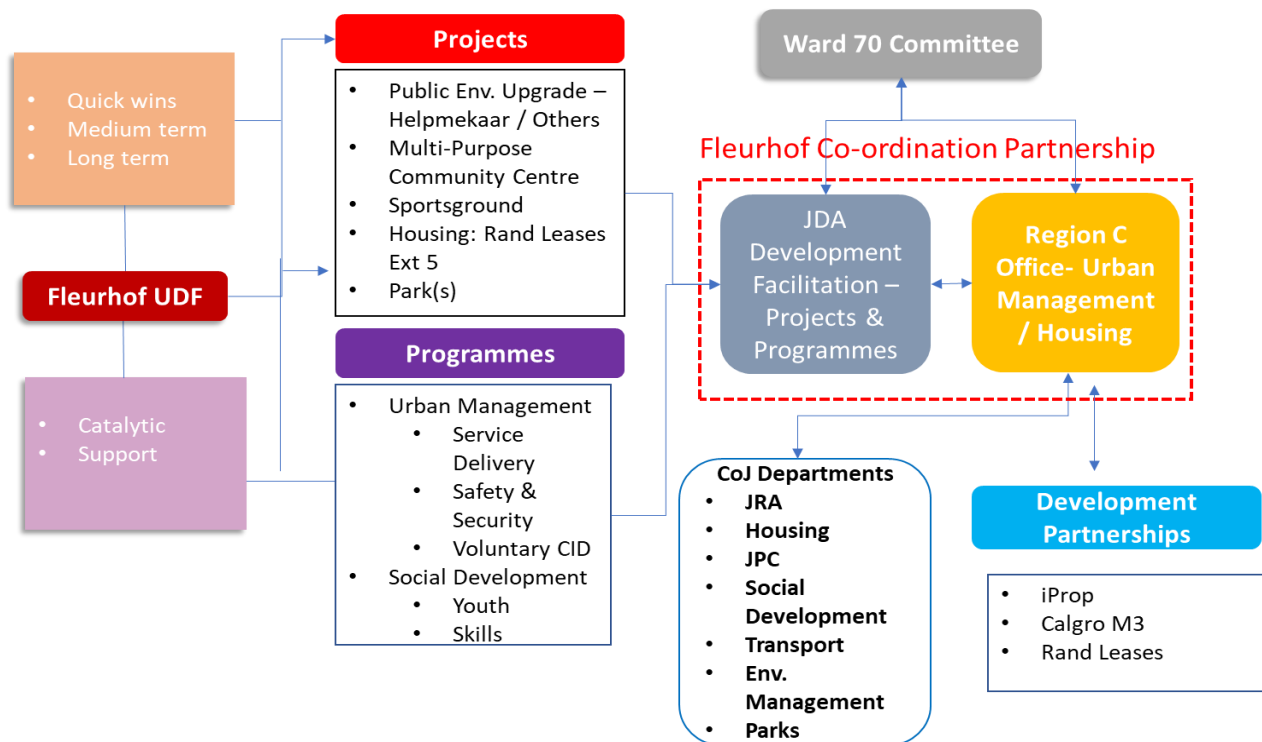 Projects
Ward 70 Committee
• Quick wins
• Medium term
• Long term
• Public Env. Upgrade –
Helpmekaar / Others
• Multi-Purpose
Community Centre
• Sportsground
• Housing: Rand Leases
Ext 5
• Park(s)
Fleurhof Co-ordination Partnership
JDA
Development
Facilitation –
Projects &
Programmes
Region C
Office- Urban
Management
/ Housing
Fleurhof UDF
Programmes
• Catalytic
• Support
• Urban Management
• Service
Delivery
• Safety &
Security
• Voluntary CID
• Social Development
• Youth
• Skills
CoJ Departments
• JRA
• Housing
• JPC
• Social
Development
• Transport
• Env.
Management
• Parks
Development
Partnerships
• iProp
• Calgro M3
• Rand Leases